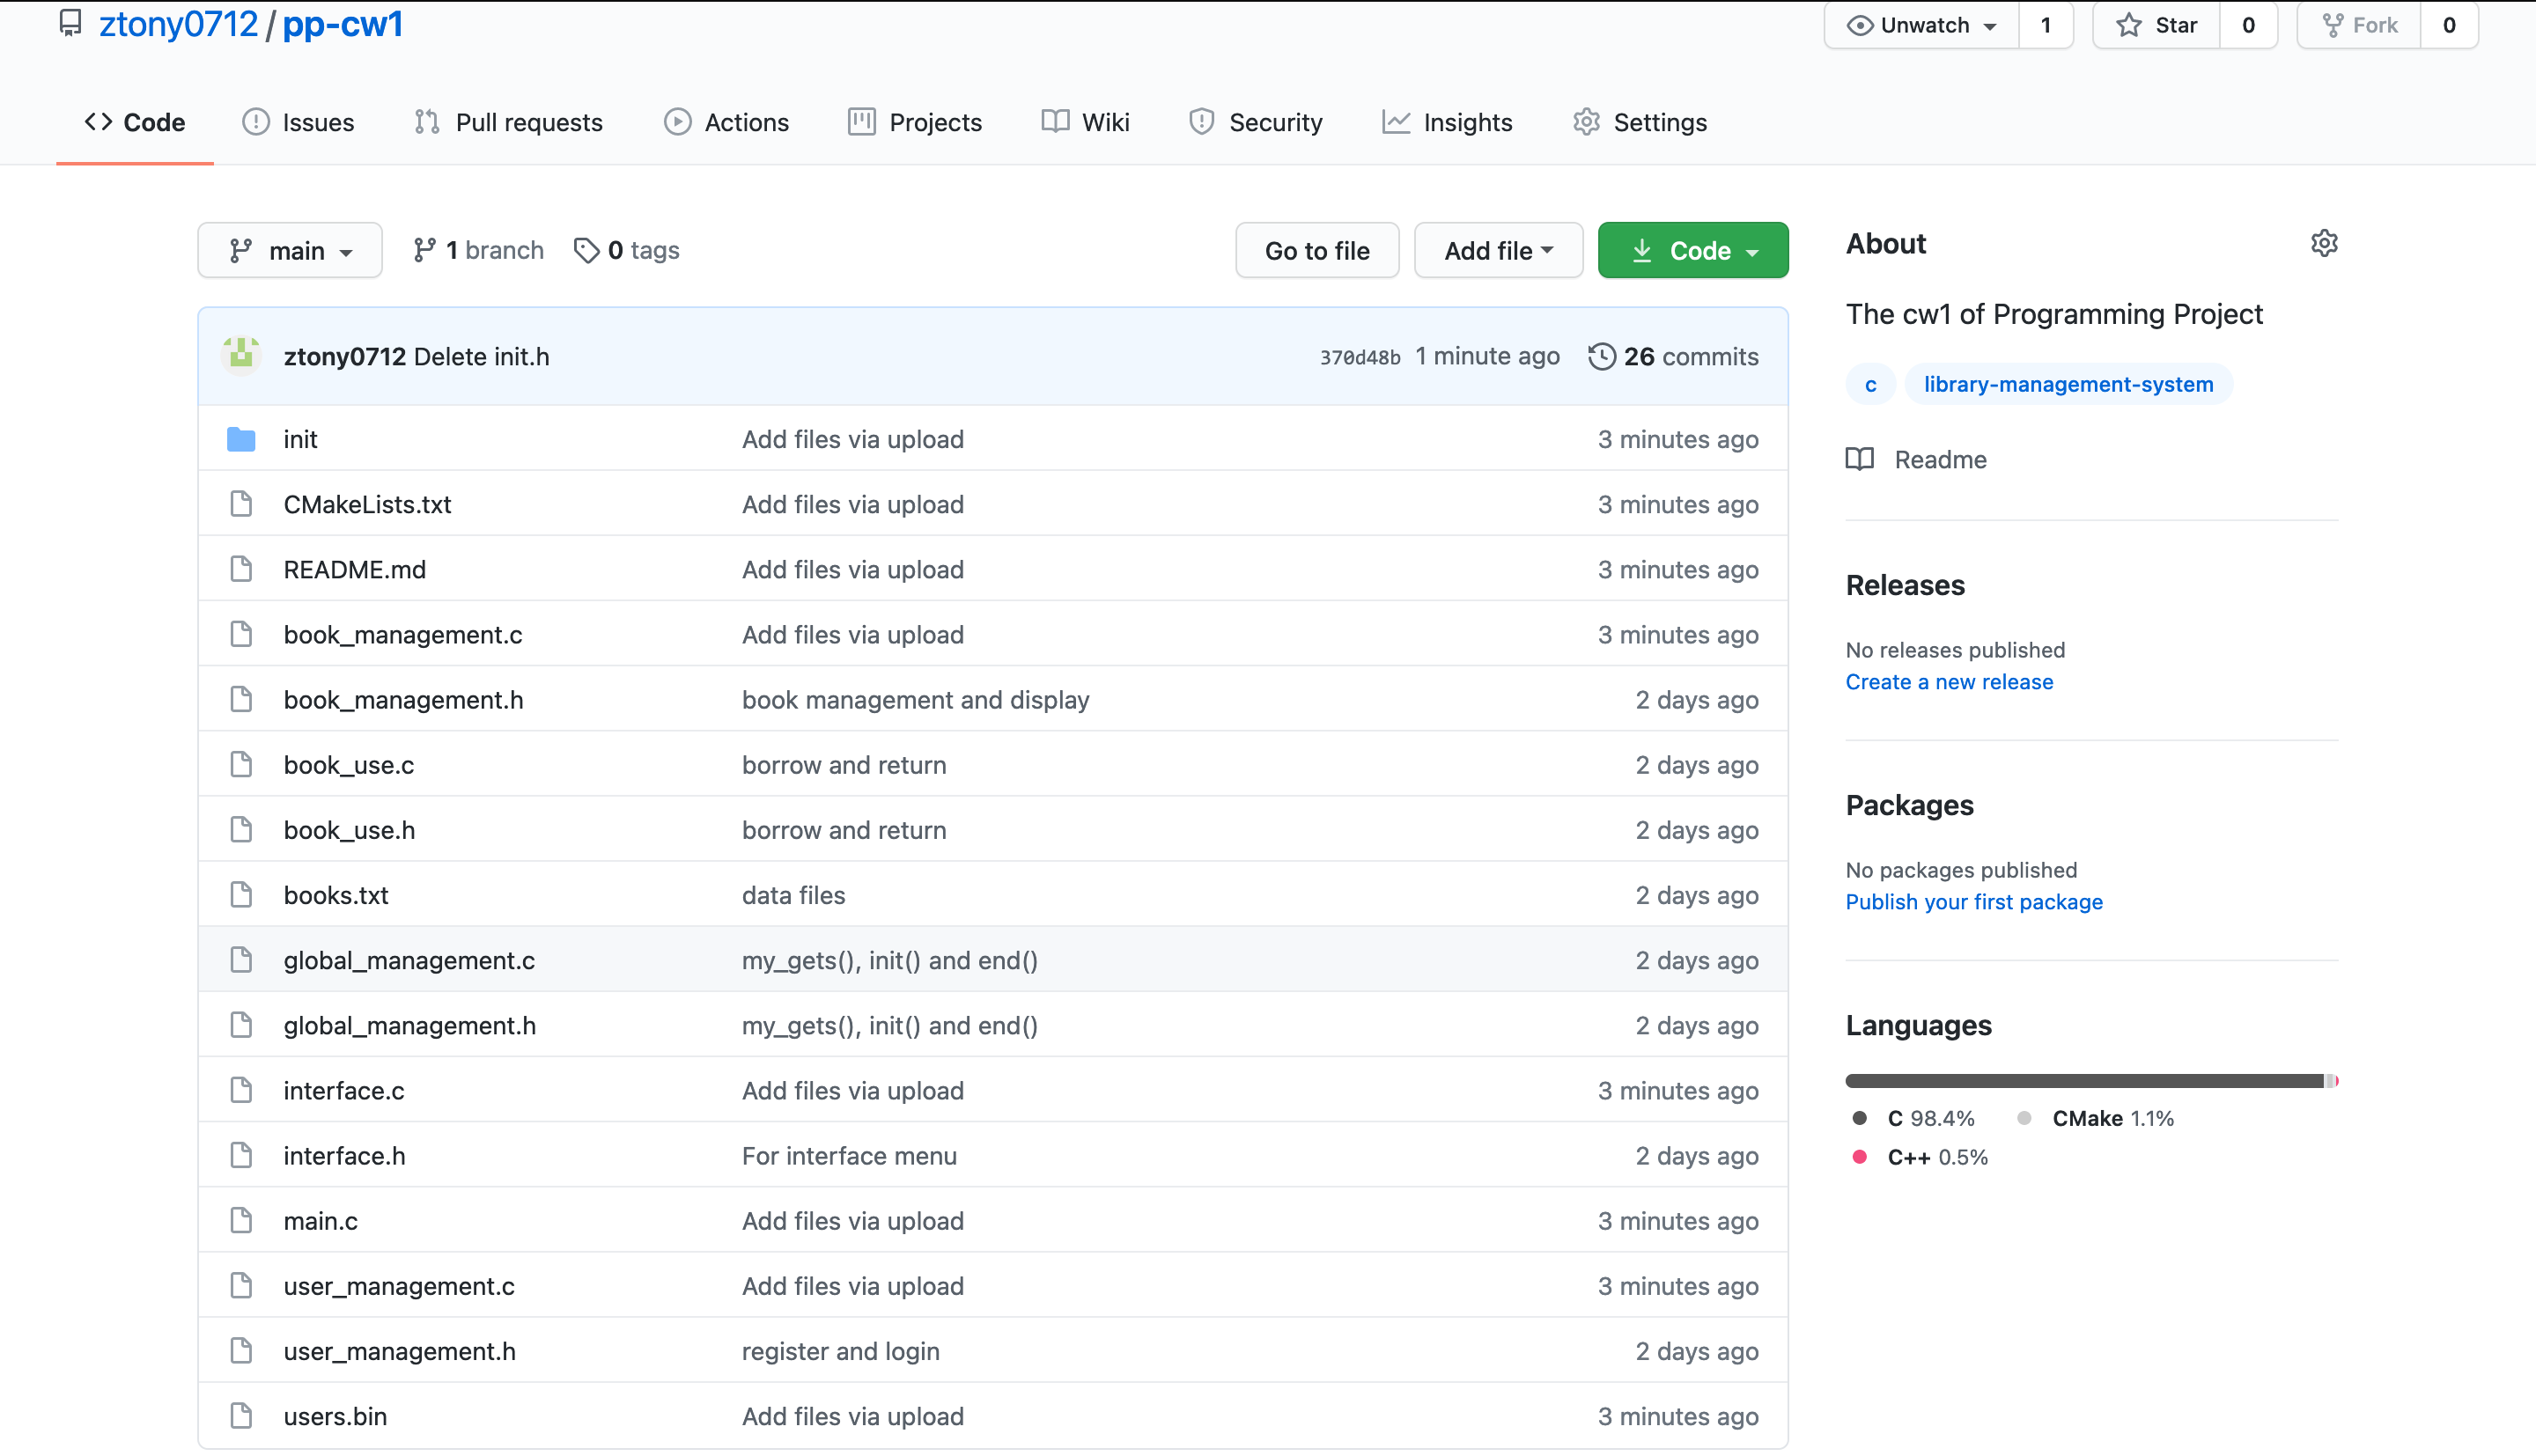 ztony0712 / pp-cw1
Unwatch 1 Star 0 Fork 0
Code Issues Pull requests Actions Projects Wiki Security Insights Settings
main 1 branch 0 tags Go to file Add file Code
ztony0712 Delete init.h 370d48b 1 minute ago 26 commits
init Add files via upload 3 minutes ago
CMakeLists.txt Add files via upload 3 minutes ago
README.md Add files via upload 3 minutes ago
book_management.c Add files via upload 3 minutes ago
book_management.h book management and display 2 days ago
book_use.c borrow and return 2 days ago
book_use.h borrow and return 2 days ago
books.txt data files 2 days ago
global_management.c my_gets(), init() and end() 2 days ago
global_management.h my_gets(), init() and end() 2 days ago
interface.c Add files via upload 3 minutes ago
interface.h For interface menu 2 days ago
main.c Add files via upload 3 minutes ago
user_management.c Add files via upload 3 minutes ago
user_management.h register and login 2 days ago
users.bin Add files via upload 3 minutes ago
About
The cw1 of Programming Project
c library-management-system
Readme
Releases
No releases published
Create a new release
Packages
No packages published
Publish your first package
Languages
C 98.4% CMake 1.1%
C++ 0.5%